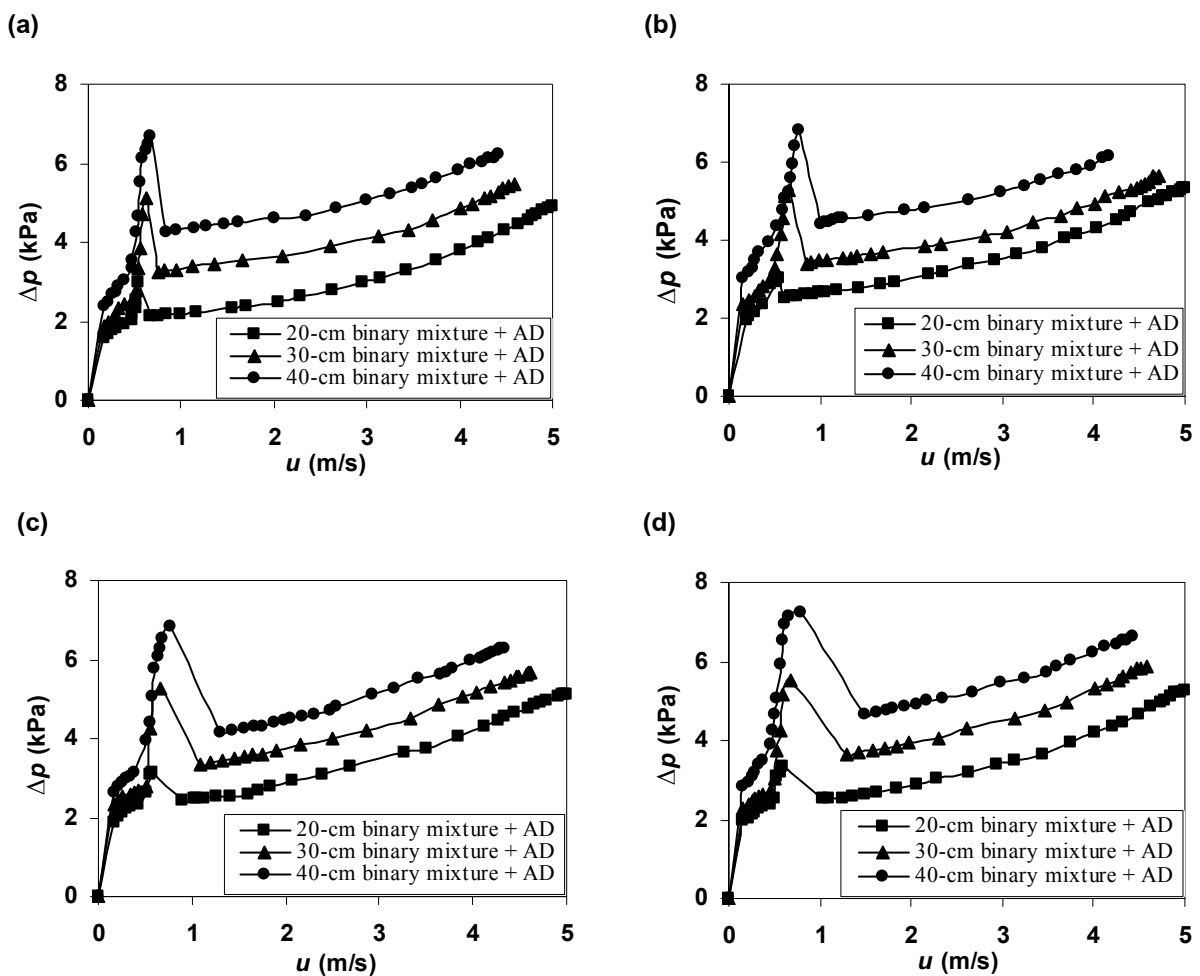 (a)
8
6
4
2
0
Δp (kPa)
0 1 2 3 4 5
u (m/s)
20-cm binary mixture + AD
30-cm binary mixture + AD
40-cm binary mixture + AD
(b)
8
6
4
2
0
Δp (kPa)
0 1 2 3 4 5
u (m/s)
20-cm binary mixture + AD
30-cm binary mixture + AD
40-cm binary mixture + AD
(c)
8
6
4
2
0
Δp (kPa)
0 1 2 3 4 5
u (m/s)
20-cm binary mixture + AD
30-cm binary mixture + AD
40-cm binary mixture + AD
(d)
8
6
4
2
0
Δp (kPa)
0 1 2 3 4 5
u (m/s)
20-cm binary mixture + AD
30-cm binary mixture + AD
40-cm binary mixture + AD